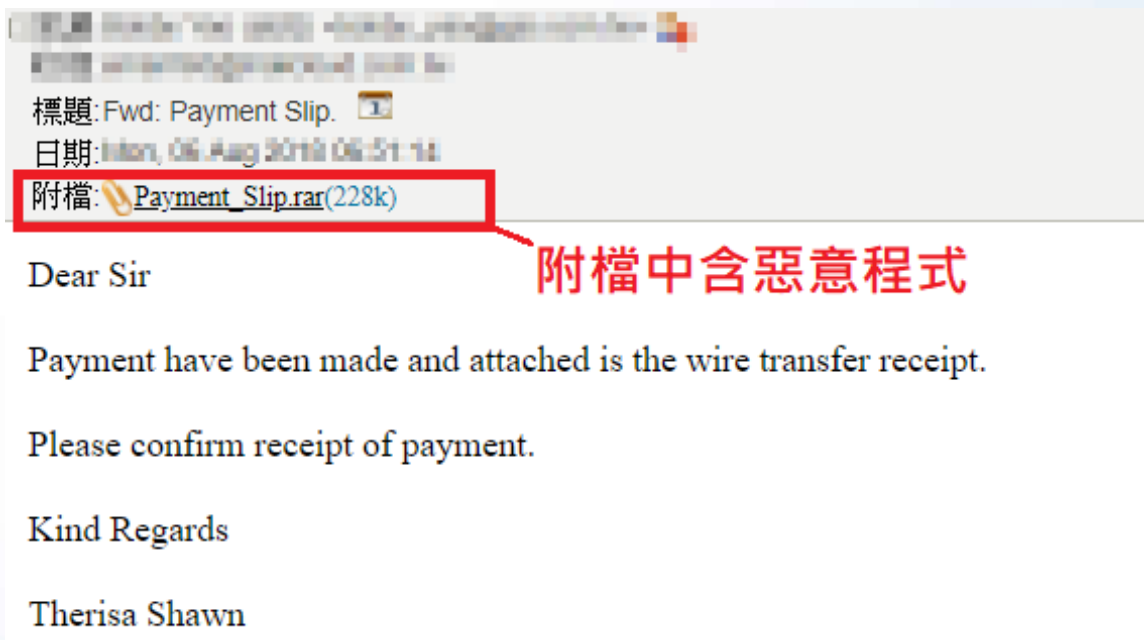 標題:Fwd: Payment Slip.
日期:
附檔:Payment_Slip.rar(228k)
附檔中含惡意程式
Dear Sir
Payment have been made and attached is the wire transfer receipt.
Please confirm receipt of payment.
Kind Regards
Therisa Shawn